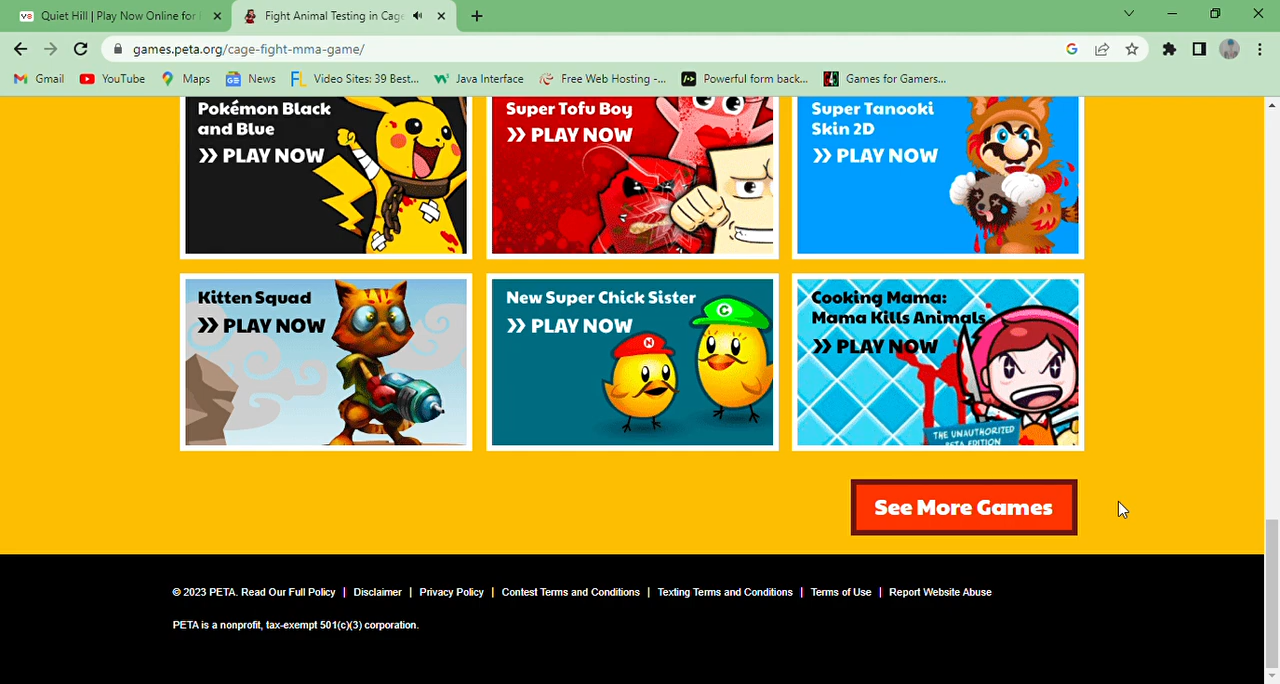 Quiet Hill | Play Now Online for
Fight Animal Testing in Cage
games.peta.org/cage-fight-mma-game/
Gmail
YouTube
Maps
News
Video Sites: 39 Best...
Java Interface
Free Web Hosting -...
Powerful form back...
Games for Gamers...
Pokémon Black
and Blue
PLAY NOW
Super Tofu Boy
PLAY NOW
Super Tanooki
Skin 2D
PLAY NOW
Kitten Squad
PLAY NOW
New Super Chick Sister
PLAY NOW
C
M
Cooking Mama:
Mama Kills Animals
PLAY NOW
THE UNAUTHORIZED
PETA EDITION
See More Games
© 2023 PETA. Read Our Full Policy | Disclaimer | Privacy Policy | Contest Terms and Conditions | Texting Terms and Conditions | Terms of Use | Report Website Abuse
PETA is a nonprofit, tax-exempt 501(c)(3) corporation.